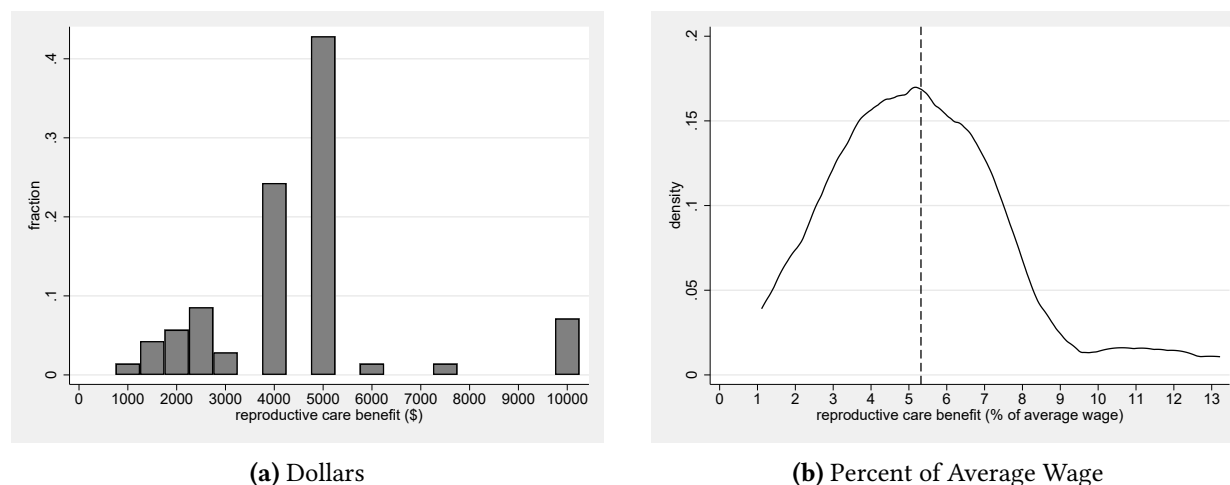 .4
.3
.2
.1
0
fraction
0 1000 2000 3000 4000 5000 6000 7000 8000 9000 10000
reproductive care benefit ($)
(a) Dollars
.2
.15
.1
.05
0
density
0 1 2 3 4 5 6 7 8 9 10 11 12 13
reproductive care benefit (% of average wage)
(b) Percent of Average Wage